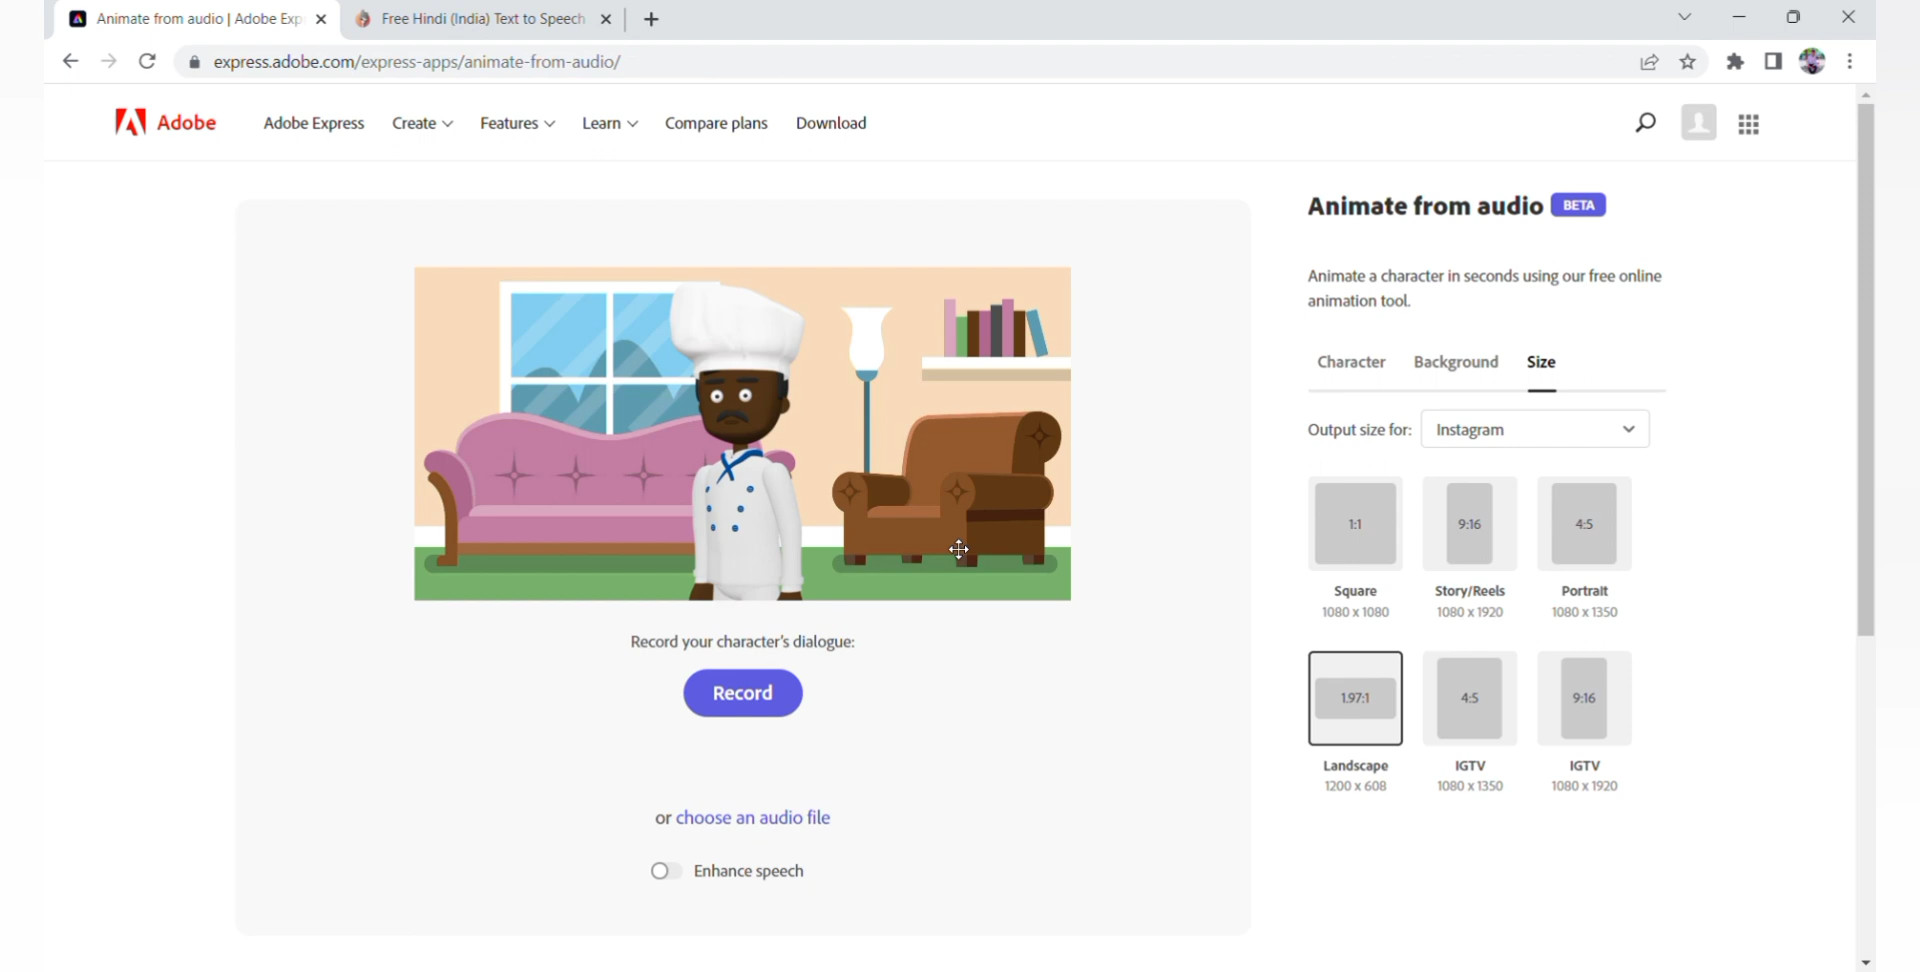 Animate from audio | Adobe Exp
Free Hindi (India) Text to Speech
express.adobe.com/express-apps/animate-from-audio/
Adobe
Adobe Express
Create
Features
Learn
Compare plans
Download
Animate from audio BETA
Animate a character in seconds using our free online
animation tool.
Character Background Size
Output size for: Instagram
1:1 9:16 4:5
Square Story/Reels Portrait
1080 x 1080 1080 x 1920 1080 x 1350
1.97:1 4:5 9:16
Landscape IGTV IGTV
1200 x 608 1080 x 1350 1080 x 1920
Record your character's dialogue:
Record
or choose an audio file
Enhance speech